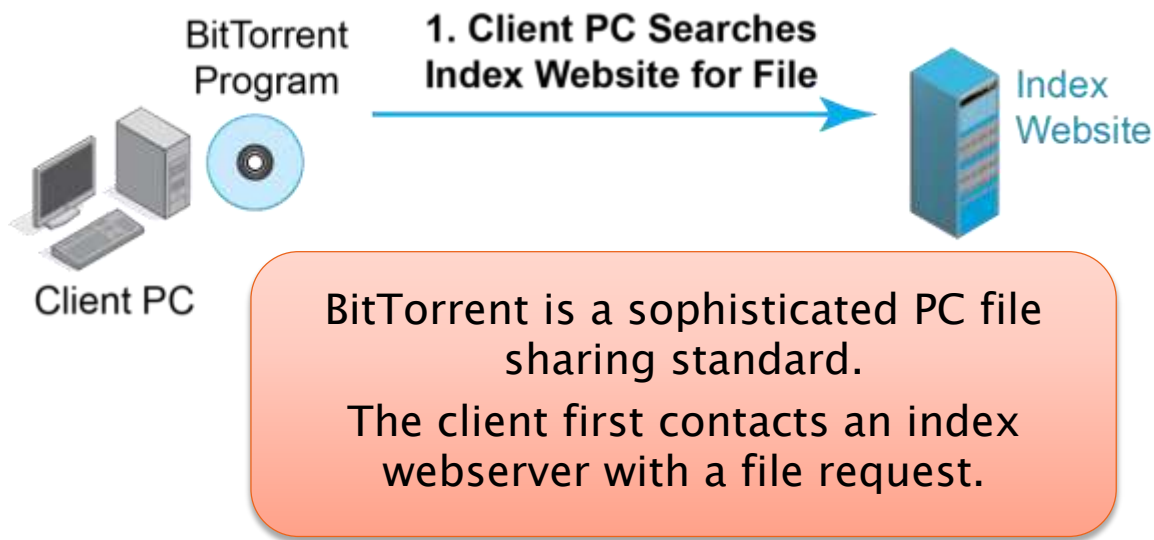 BitTorrent
Program
1. Client PC Searches
Index Website for File
Index
Website
Client PC
BitTorrent is a sophisticated PC file
sharing standard.
The client first contacts an index
webserver with a file request.